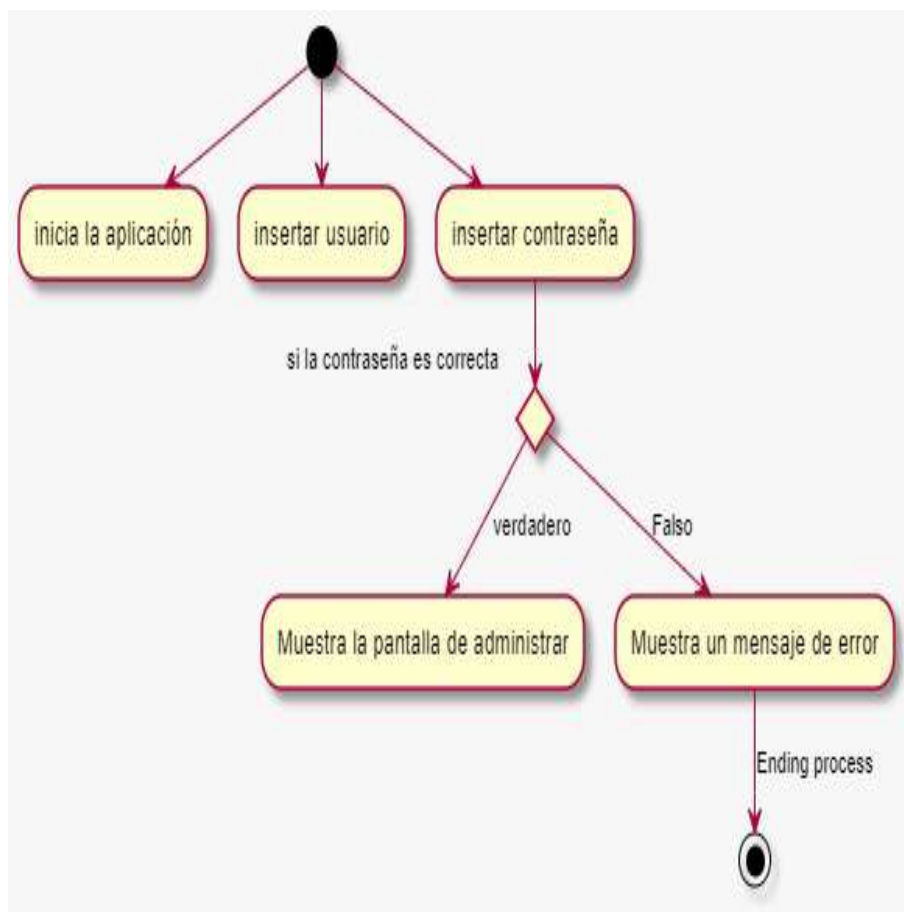 inicia la aplicación
insertar usuario
insertar contraseña
si la contraseña es correcta
verdadero
Falso
Muestra la pantalla de administrar
Muestra un mensaje de error
Ending process